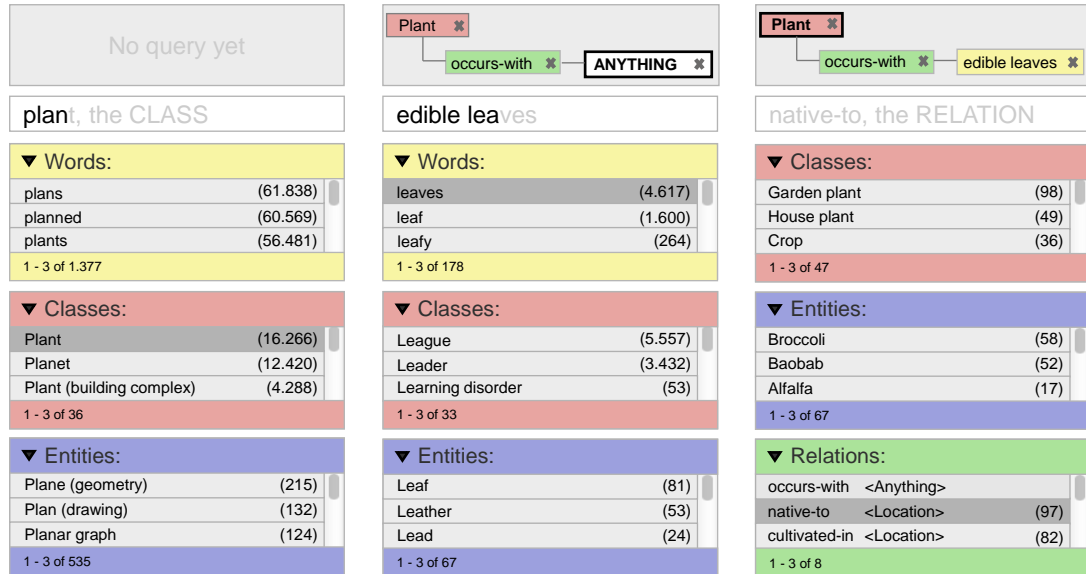 No query yet
plant, the CLASS
Words:
plans (61.838)
planned (60.569)
plants (56.481)
1 - 3 of 1.377
Classes:
Plant (16.266)
Planet (12.420)
Plant (building complex) (4.288)
1 - 3 of 36
Entities:
Plane (geometry) (215)
Plan (drawing) (132)
Planar graph (124)
1 - 3 of 535
Plant
occurs-with ANYTHING
edible leaves
Words:
leaves (4.617)
leaf (1.600)
leafy (264)
1 - 3 of 178
Classes:
League (5.557)
Leader (3.432)
Learning disorder (53)
1 - 3 of 33
Entities:
Leaf (81)
Leather (53)
Lead (24)
1 - 3 of 67
Plant
occurs-with edible leaves
native-to, the RELATION
Classes:
Garden plant (98)
House plant (49)
Crop (36)
1 - 3 of 47
Entities:
Broccoli (58)
Baobab (52)
Alfalfa (17)
1 - 3 of 67
Relations:
occurs-with <Anything>
native-to <Location> (97)
cultivated-in <Location> (82)
1 - 3 of 8